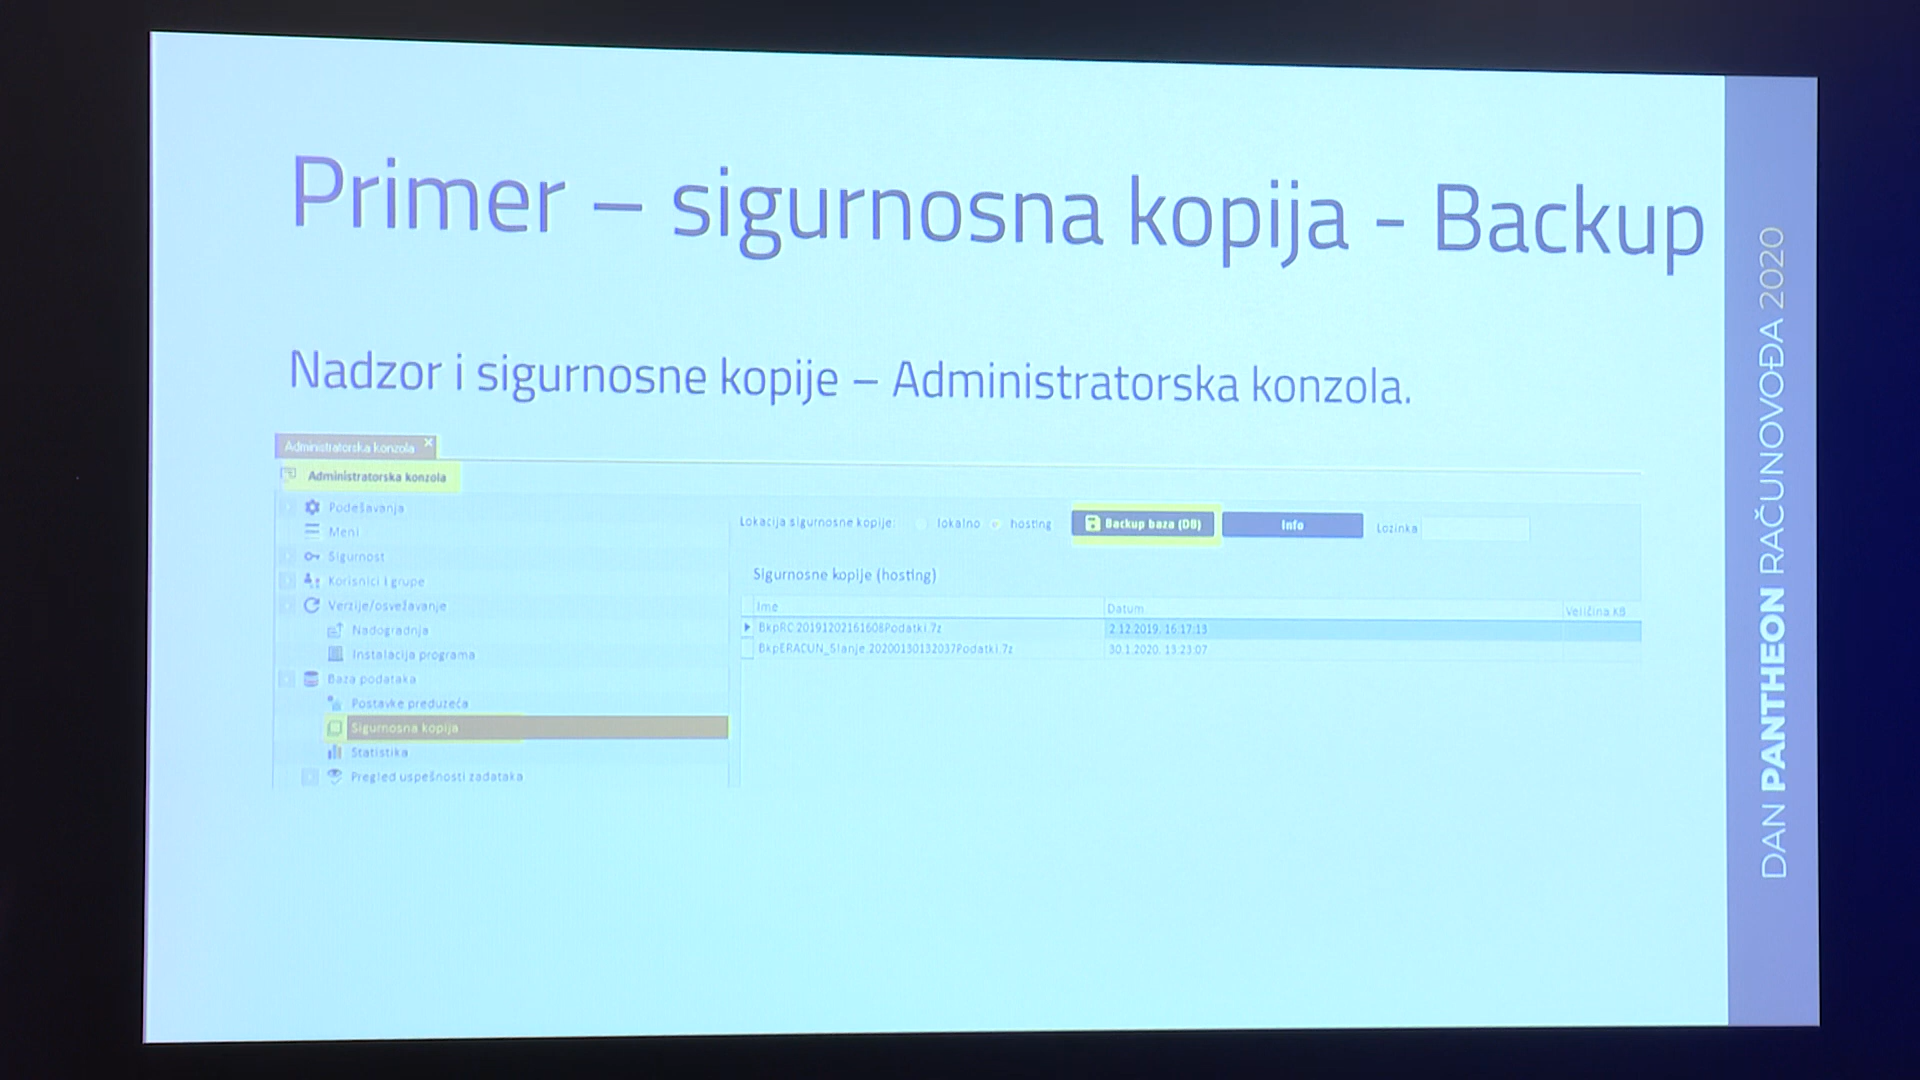 Primer – sigurnosna kopija - Backup
Nadzor i sigurnosne kopije – Administratorska konzola.
Administratorska konzola
Administratorska konzola
Podešavanja
Meni
Sigurnost
Korisnici i grupe
Verzije/osvežavanje
Nadogradnja
Instalacija programa
Baza podataka
Postavke preduzeća
Sigurnosna kopija
Statistika
Pregled uspešnosti zadataka
Lokacija sigurnosne kopije: lokalno hosting Backup baza (DB) Info Lozinka
Sigurnosne kopije (hosting)
Ime Datum Veličina KB
BkpRC 20191202161608Podatki.7z 2.12.2019. 16:17:13
BkpERACUN_Stanje 20200130132037Podatki.7z 30.1.2020. 13:23:07
DAN PANTHEON RAČUNOVOĐA 2020